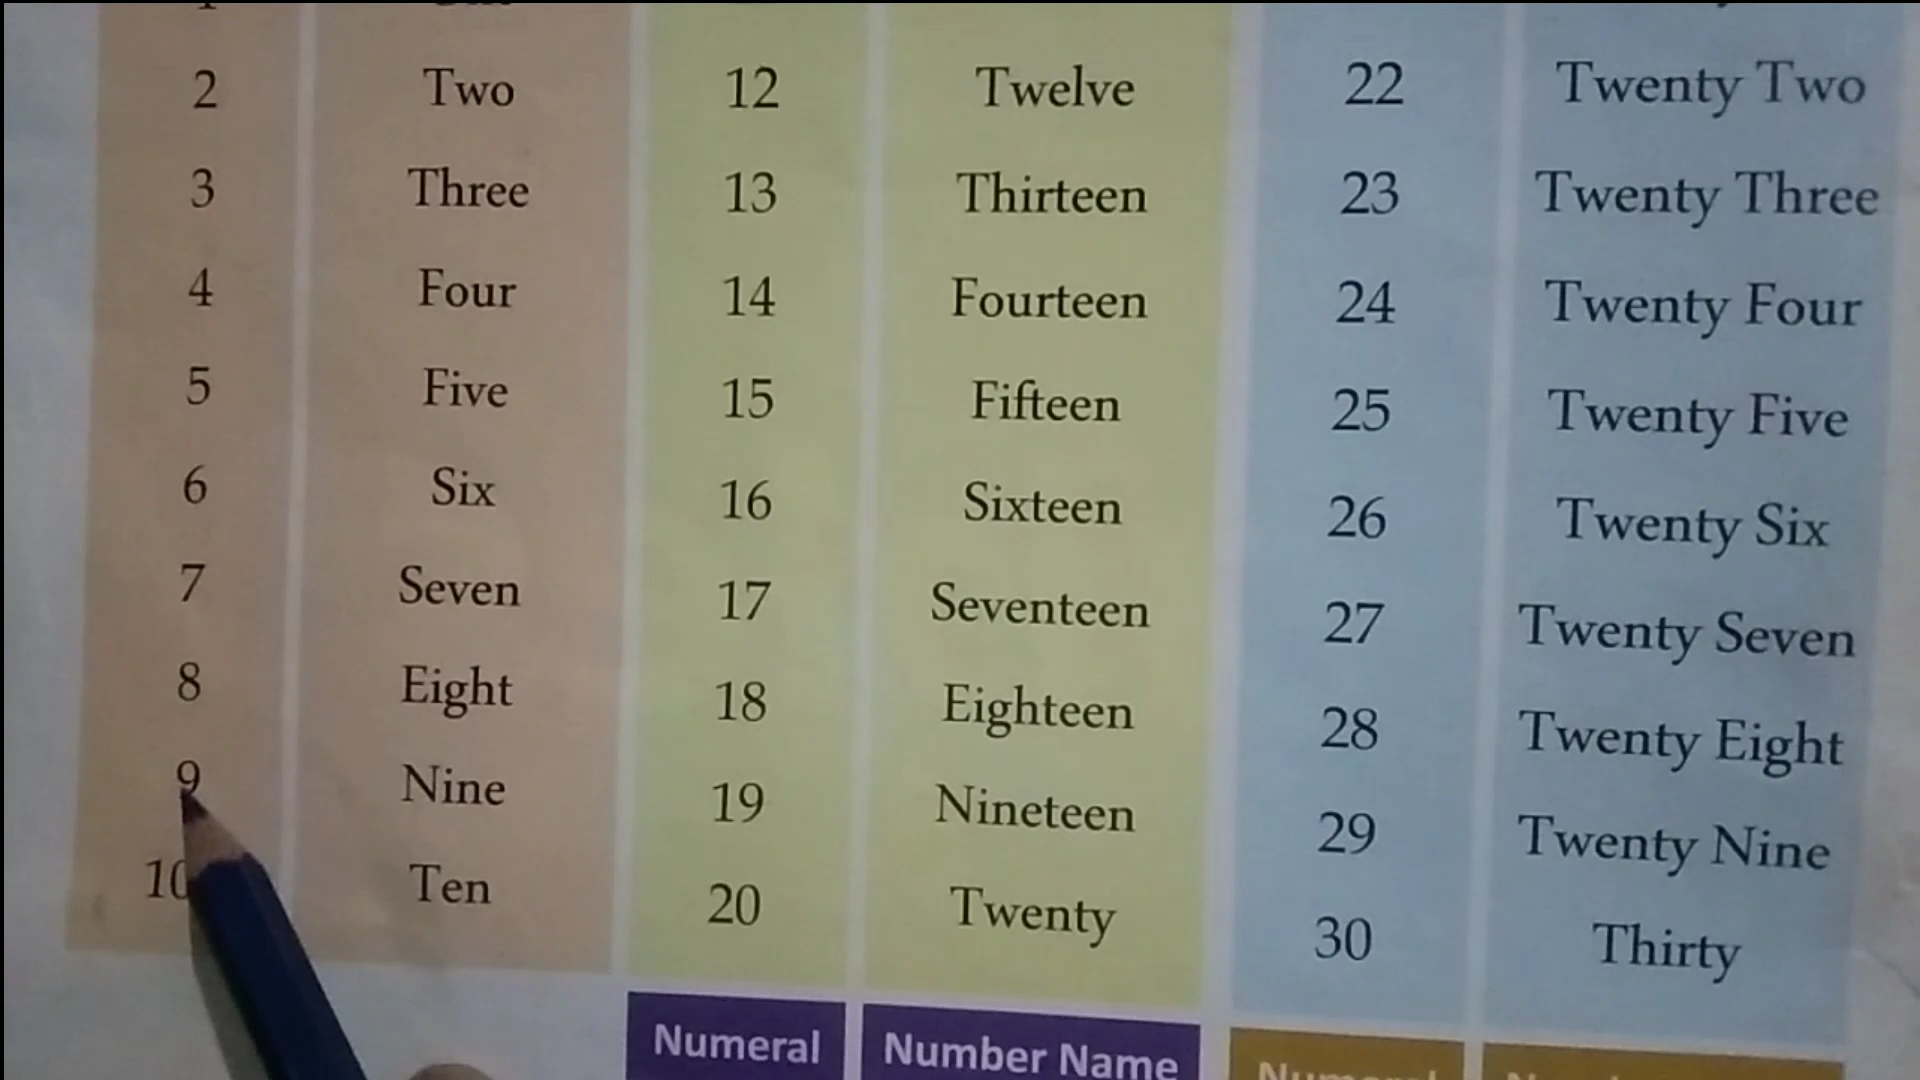 2 Two 12 Twelve 22 Twenty Two
3 Three 13 Thirteen 23 Twenty Three
4 Four 14 Fourteen 24 Twenty Four
5 Five 15 Fifteen 25 Twenty Five
6 Six 16 Sixteen 26 Twenty Six
7 Seven 17 Seventeen 27 Twenty Seven
8 Eight 18 Eighteen 28 Twenty Eight
9 Nine 19 Nineteen 29 Twenty Nine
10 Ten 20 Twenty 30 Thirty
Numeral Number Name Numeral